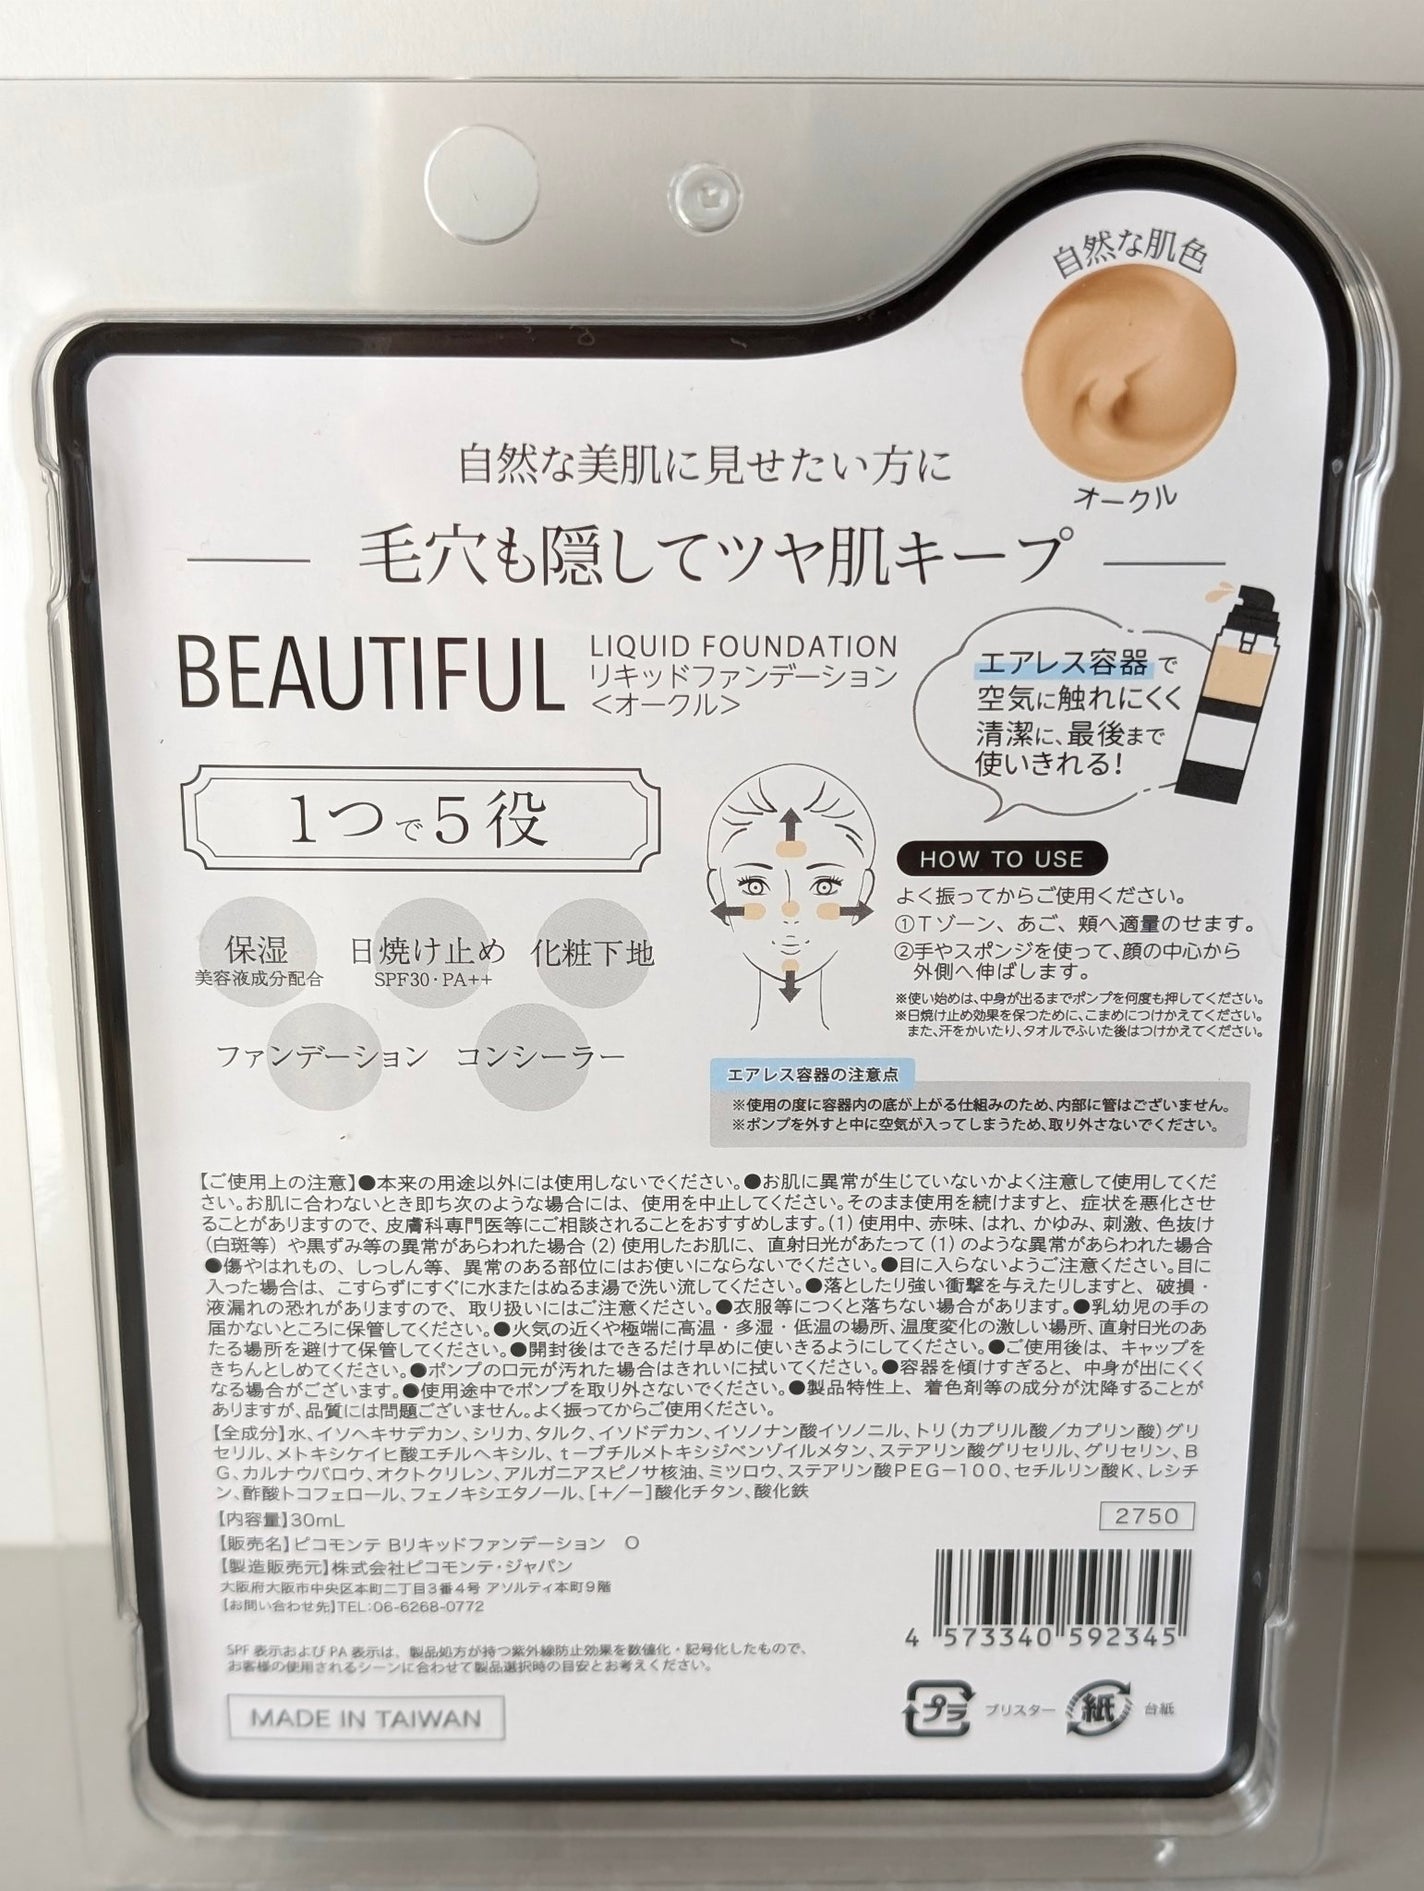 自然な肌色
オークル
自然な美肌に見せたい方に
毛穴も隠してツヤ肌キープ
BEAUTIFUL
LIQUID FOUNDATION
リキッドファンデーション
<オークル>
エアレス容器で
空気に触れにくく
清潔に、最後まで
使いきれる!
1つで5役
保湿
美容液成分配合
日焼け止め
SPF30・PA++
化粧下地
ファンデーション
コンシーラー
HOW TO USE
よく振ってからご使用ください。
①Tゾーン、あご、頬へ適量のせます。
②手やスポンジを使って、顔の中心から
外側へ伸ばします。
※使い始めは、中身が出るまでポンプを何度も押してください。
※日焼け止め効果を保つために、こまめにつけかえてください。
また、汗をかいたり、タオルでふいた後はつけかえてください。
エアレス容器の注意点
※使用の度に容器内の底が上がる仕組みのため、内部に管はございません。
※ポンプを外すと中に空気が入ってしまうため、取り外さないでください。
【ご使用上の注意】●本来の用途以外には使用しないでください。●お肌に異常が生じていないかよく注意して使用してくだ
さい。お肌に合わないとき即ち次のような場合には、使用を中止してください。そのまま使用を続けますと、症状を悪化させ
ることがありますので、皮膚科専門医等にご相談されることをおすすめします。(1)使用中、赤味、はれ、かゆみ、刺激、色抜け
(白斑等)や黒ずみ等の異常があらわれた場合(2)使用したお肌に、直射日光があたって(1)のような異常があらわれた場合
●傷やはれもの、しっしん等、異常のある部位にはお使いにならないでください。●目に入らないようご注意ください。目に
入った場合は、こすらずにすぐに水またはぬるま湯で洗い流してください。●落としたり強い衝撃を与えたりしますと、破損・
液漏れの恐れがありますので、取り扱いにはご注意ください。●衣服等につくと落ちない場合があります。●乳幼児の手の
届かないところに保管してください。●火気の近くや極端に高温・多湿・低温の場所、温度変化の激しい場所、直射日光のあ
たる場所を避けて保管してください。●開封後はできるだけ早めに使いきるようにしてください。●ご使用後は、キャップを
きちんとしめてください。●ポンプの口元が汚れた場合はきれいに拭いてください。●容器を傾けすぎると、中身が出にくく
なる場合がございます。●使用途中でポンプを取り外さないでください。●製品特性上、着色剤等の成分が沈降することが
ありますが、品質には問題ございません。よく振ってからご使用ください。
【全成分】水、イソヘキサデカン、シリカ、タルク、イソドデカン、イソノナン酸イソノニル、トリ(カプリル酸/カプリン酸)グリ
セリル、メトキシケイヒ酸エチルヘキシル、t-ブチルメトキシジベンゾイルメタン、ステアリン酸グリセリル、グリセリン、B
G、カルナウバロウ、オクトクリレン、アルガニアスピノサ核油、ミツロウ、ステアリン酸PEG-100、セチルリン酸K、レシチ
ン、酢酸トコフェロール、フェノキシエタノール、[+/-]酸化チタン、酸化鉄
【内容量】30mL
【販売名】ピコモンテ Bリキッドファンデーション O
【製造販売元】株式会社ピコモンテ・ジャパン
大阪府大阪市中央区本町二丁目3番4号 アソルティ本町9階
【お問い合わせ先】TEL:06-6268-0772
SPF 表示および PA 表示は、製品処方が持つ紫外線防止効果を数値化・記号化したもので、
お客様の使用されるシーンに合わせて製品選択時の目安とお考えください。
MADE IN TAIWAN
2750
4 573340 592345
プラ ブリスター 紙 台紙